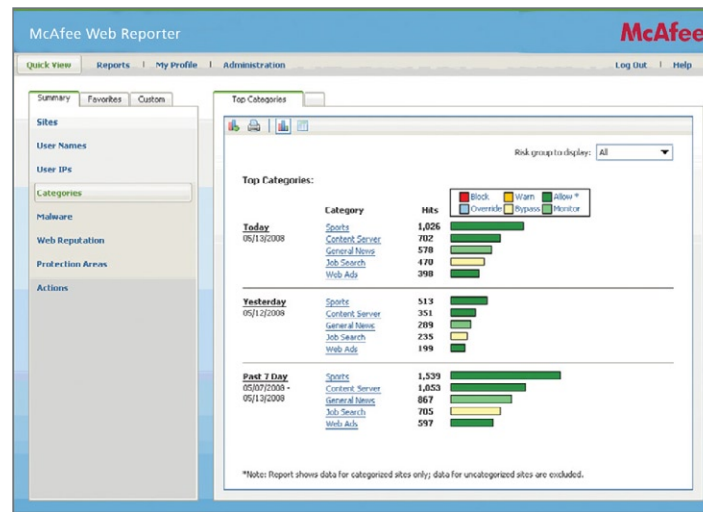 McAfee Web Reporter
McAfee
Quick View Reports | My Profile | Administration Log Out | Help
Summary Favorites Custom
Top Categories
Sites
User Names
User IPs
Categories
Malware
Web Reputation
Protection Areas
Actions
Risk group to display: All
Top Categories:
Block Warn Allow *
Override Bypass Monitor
Category Hits
Today Sports 1,026
05/13/2008 Content Server 702
General News 578
Job Search 470
Web Ads 398
Yesterday Sports 513
05/12/2008 Content Server 351
General News 289
Job Search 235
Web Ads 199
Past 7 Day Sports 1,539
05/07/2008 - Content Server 1,053
05/13/2008 General News 867
Job Search 705
Web Ads 597
*Note: Report shows data for categorized sites only; data for uncategorized sites are excluded.